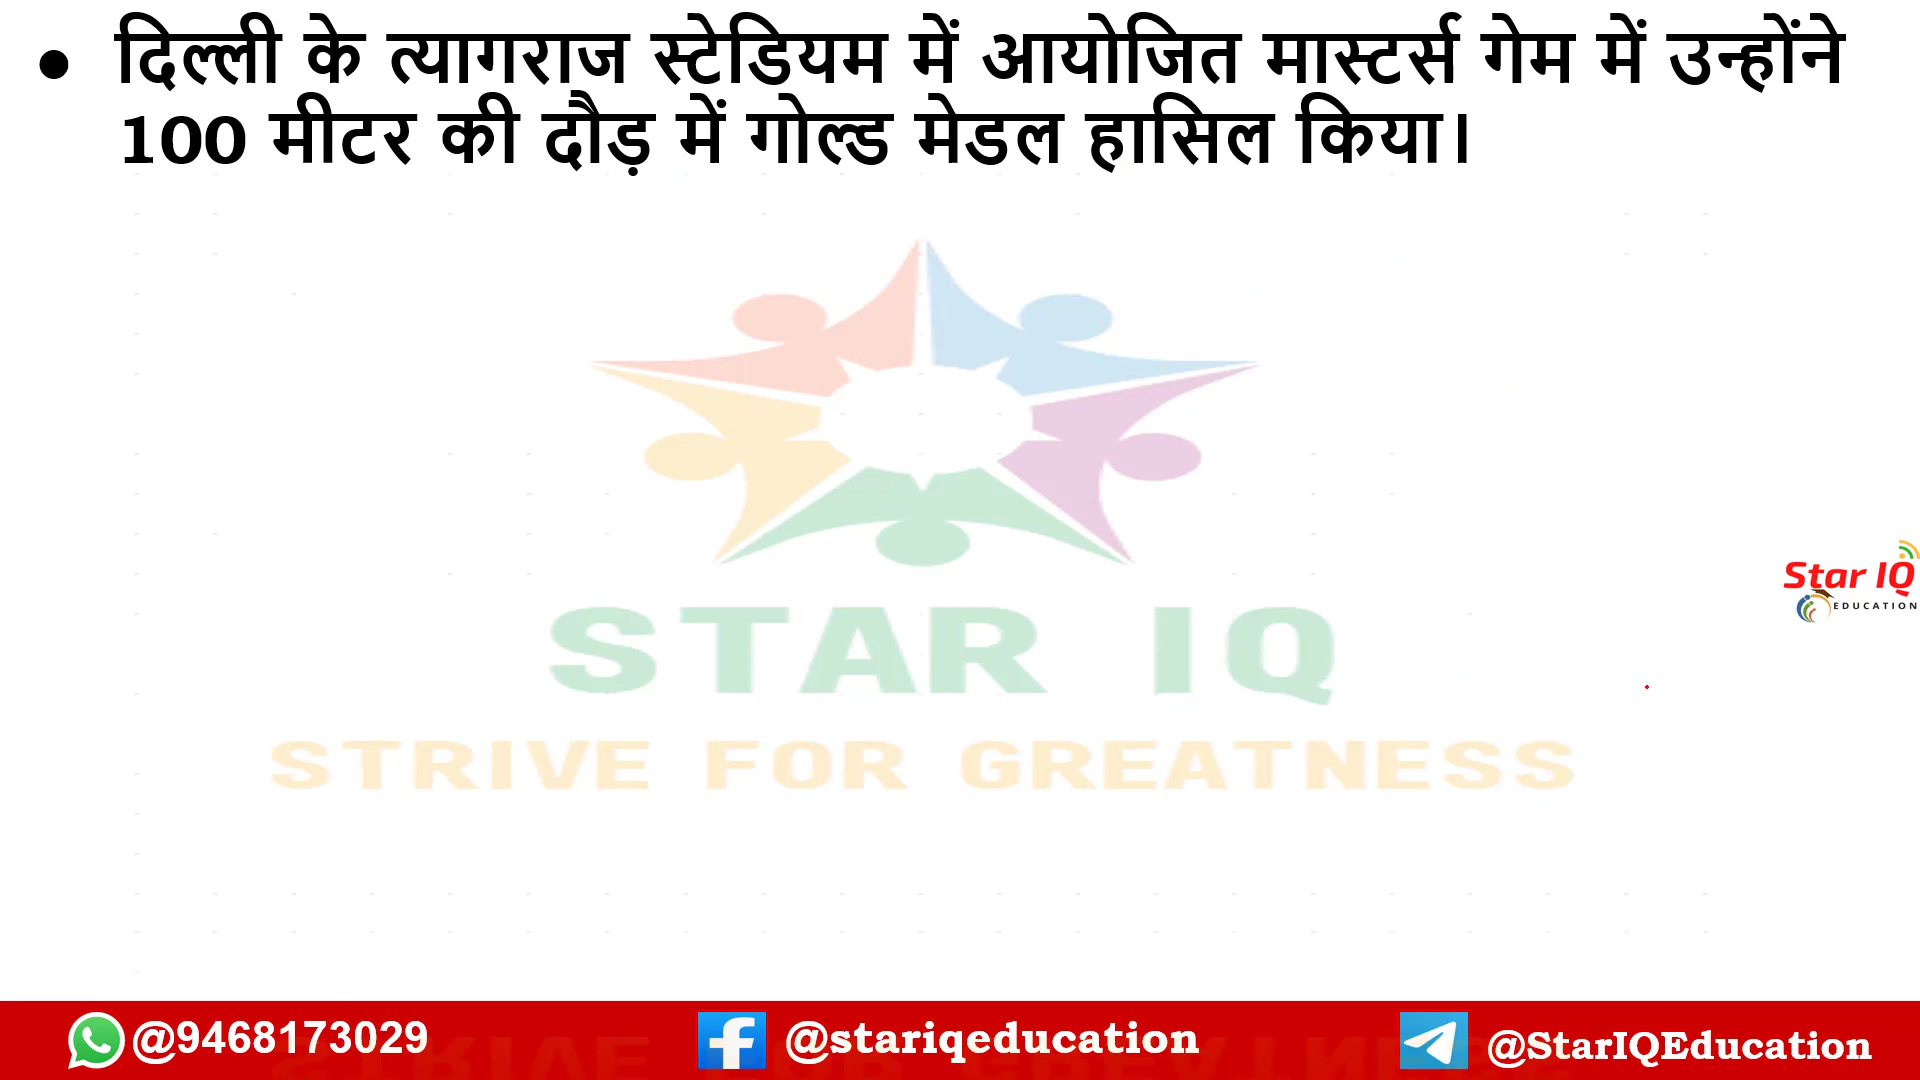 • दिल्ली के त्यागराज स्टेडियम में आयोजित मास्टर्स गेम में उन्होंने
100 मीटर की दौड़ में गोल्ड मेडल हासिल किया।
STAR IQ
STRIVE FOR GREATNESS
Star IQ
EDUCATION
@9468173029
@stariqeducation
@StarIQEducation